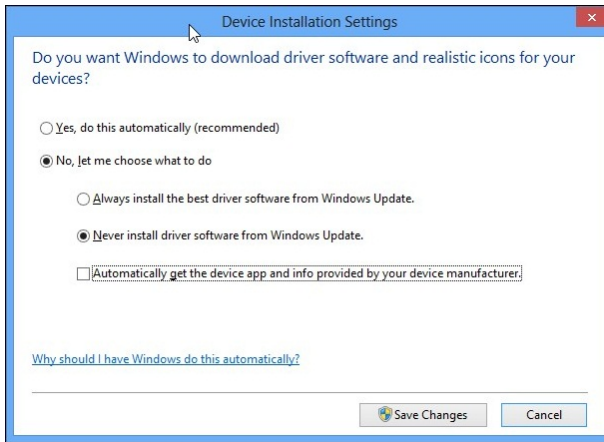 Device Installation Settings
Do you want Windows to download driver software and realistic icons for your
devices?
Yes, do this automatically (recommended)
No, let me choose what to do
Always install the best driver software from Windows Update.
Never install driver software from Windows Update.
Automatically get the device app and info provided by your device manufacturer.
Why should I have Windows do this automatically?
Save Changes Cancel